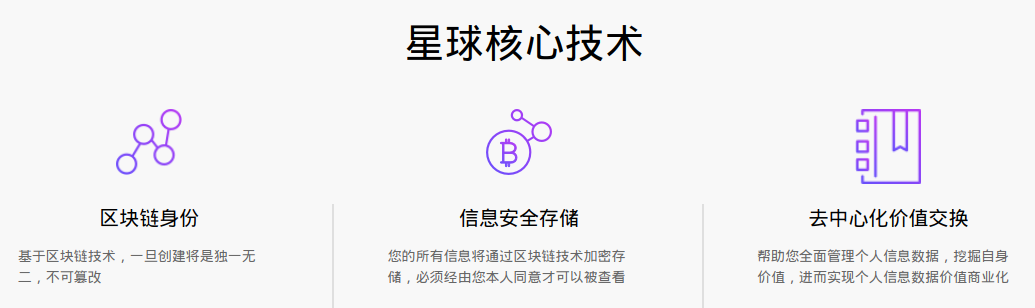 星球核心技术
区块链身份
基于区块链技术，一旦创建将是独一无
二，不可篡改
信息安全存储
您的所有信息将通过区块链技术加密存
储，必须经由您本人同意才可以被查看
去中心化价值交换
帮助您全面管理个人信息数据，挖掘自身
价值，进而实现个人信息数据价值商业化